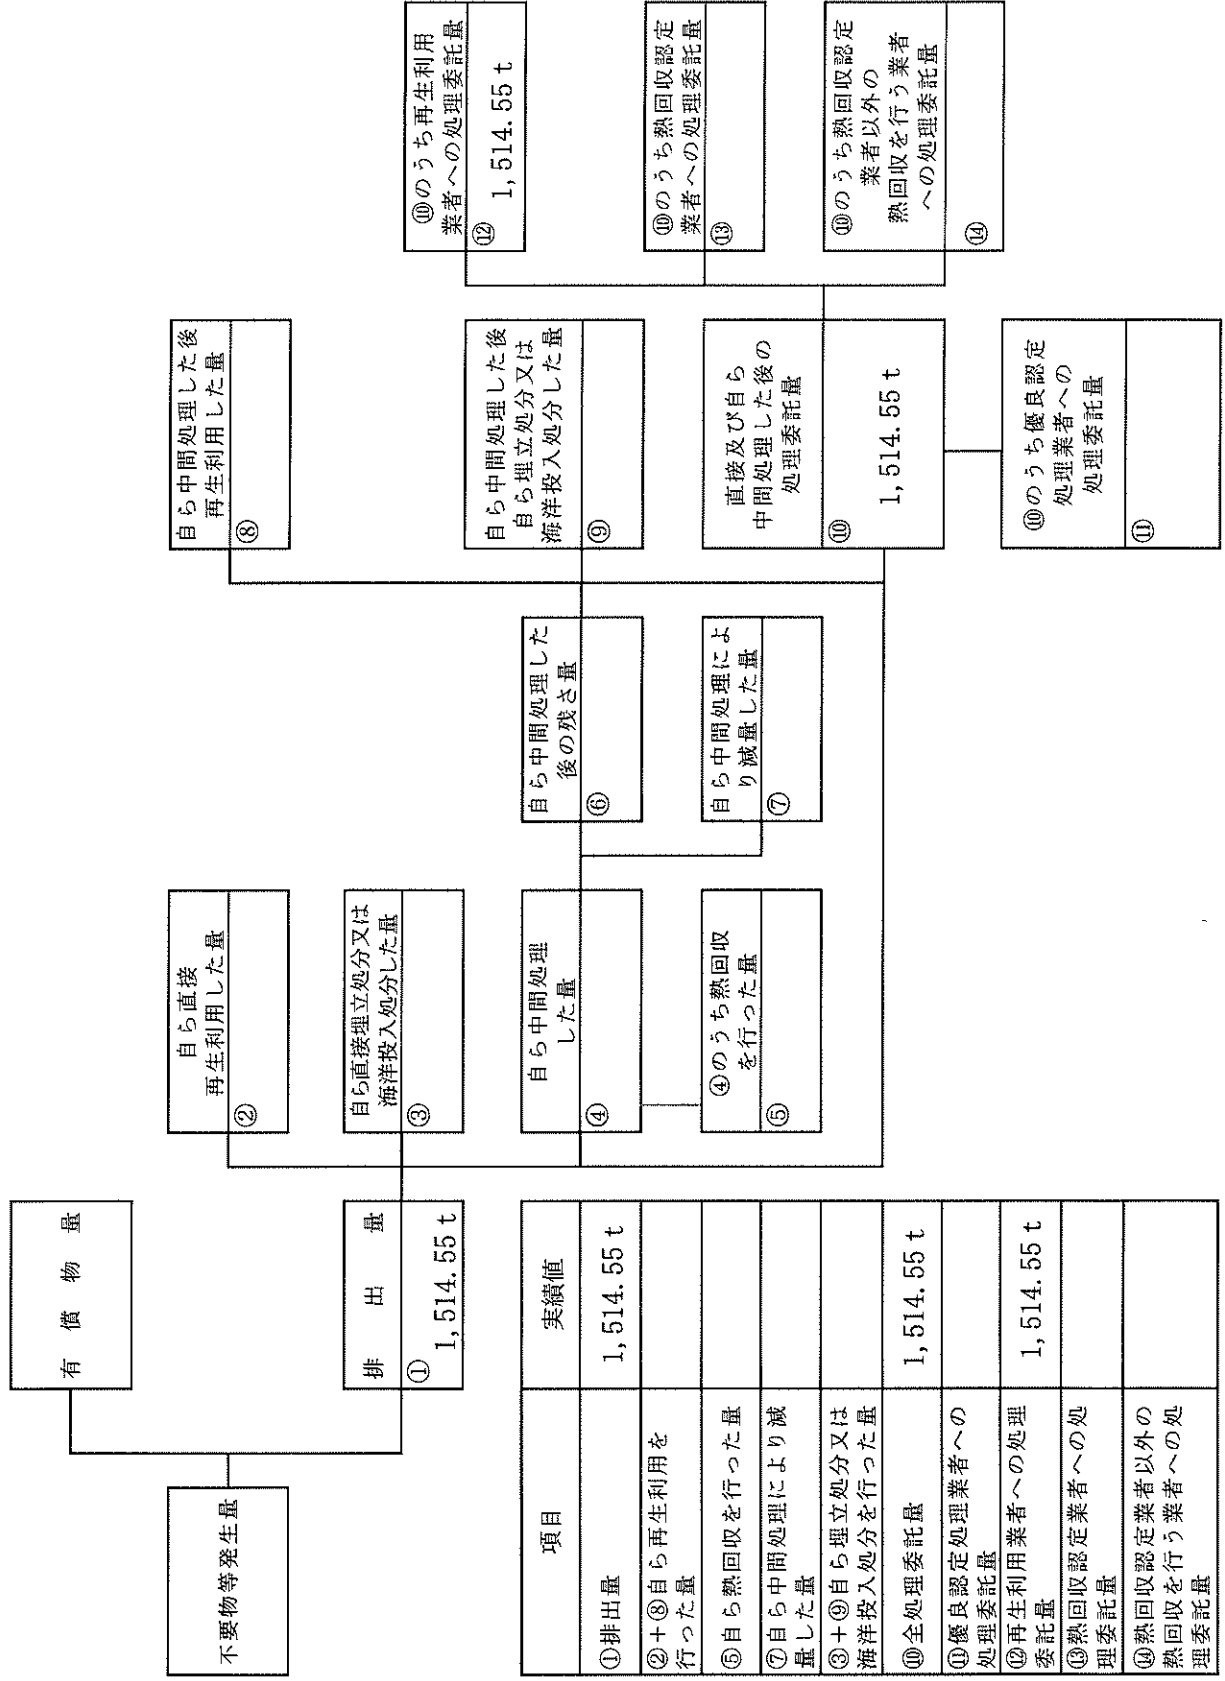 不要物等発生量
有 償 物 量
排 出 量
① 1,514.55 t
自ら直接
再生利用した量
②
自ら直接埋立処分又は
海洋投入処分した量
③
自ら中間処理
した量
④
④のうち熱回収
を行った量
⑤
自ら中間処理した
後の残さ量
⑥
自ら中間処理によ
り減量した量
⑦
自ら中間処理した後
再生利用した量
⑧
自ら中間処理した後
自ら埋立処分又は
海洋投入処分した量
⑨
直接及び自ら
中間処理した後の
処理委託量
⑩ 1,514.55 t
⑩のうち優良認定
処理業者への
処理委託量
⑪
⑩のうち再生利用
業者への処理委託量
⑫ 1,514.55 t
⑩のうち熱回収認定
業者への処理委託量
⑬
⑩のうち熱回収認定
業者以外の
熱回収を行う業者
への処理委託量
⑭
項目 実績値
①排出量 1,514.55 t
②+⑧自ら再生利用を
行った量
⑤自ら熱回収を行った量
⑦自ら中間処理により減
量した量
③+⑨自ら埋立処分又は
海洋投入処分を行った量
⑩全処理委託量 1,514.55 t
⑪優良認定処理業者への
処理委託量
⑫再生利用業者への処理
委託量 1,514.55 t
⑬熱回収認定業者への処
理委託量
⑭熱回収認定業者以外の
熱回収を行う業者への処
理委託量